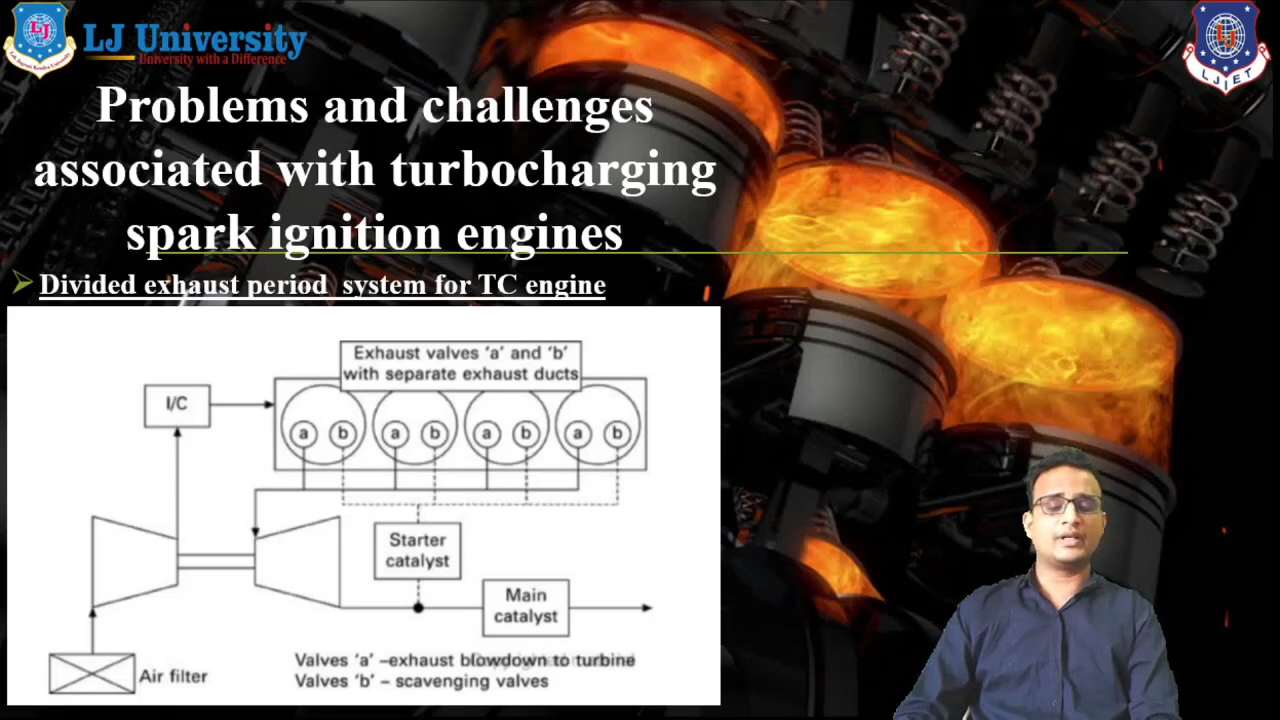 LJ University
University with a Difference
LJIET
Problems and challenges
associated with turbocharging
spark ignition engines
Divided exhaust period system for TC engine
Exhaust valves 'a' and 'b'
with separate exhaust ducts
I/C
a b a b a b a b
Starter
catalyst
Main
catalyst
Air filter
Valves 'a' –exhaust blowdown to turbine
Valves 'b' – scavenging valves